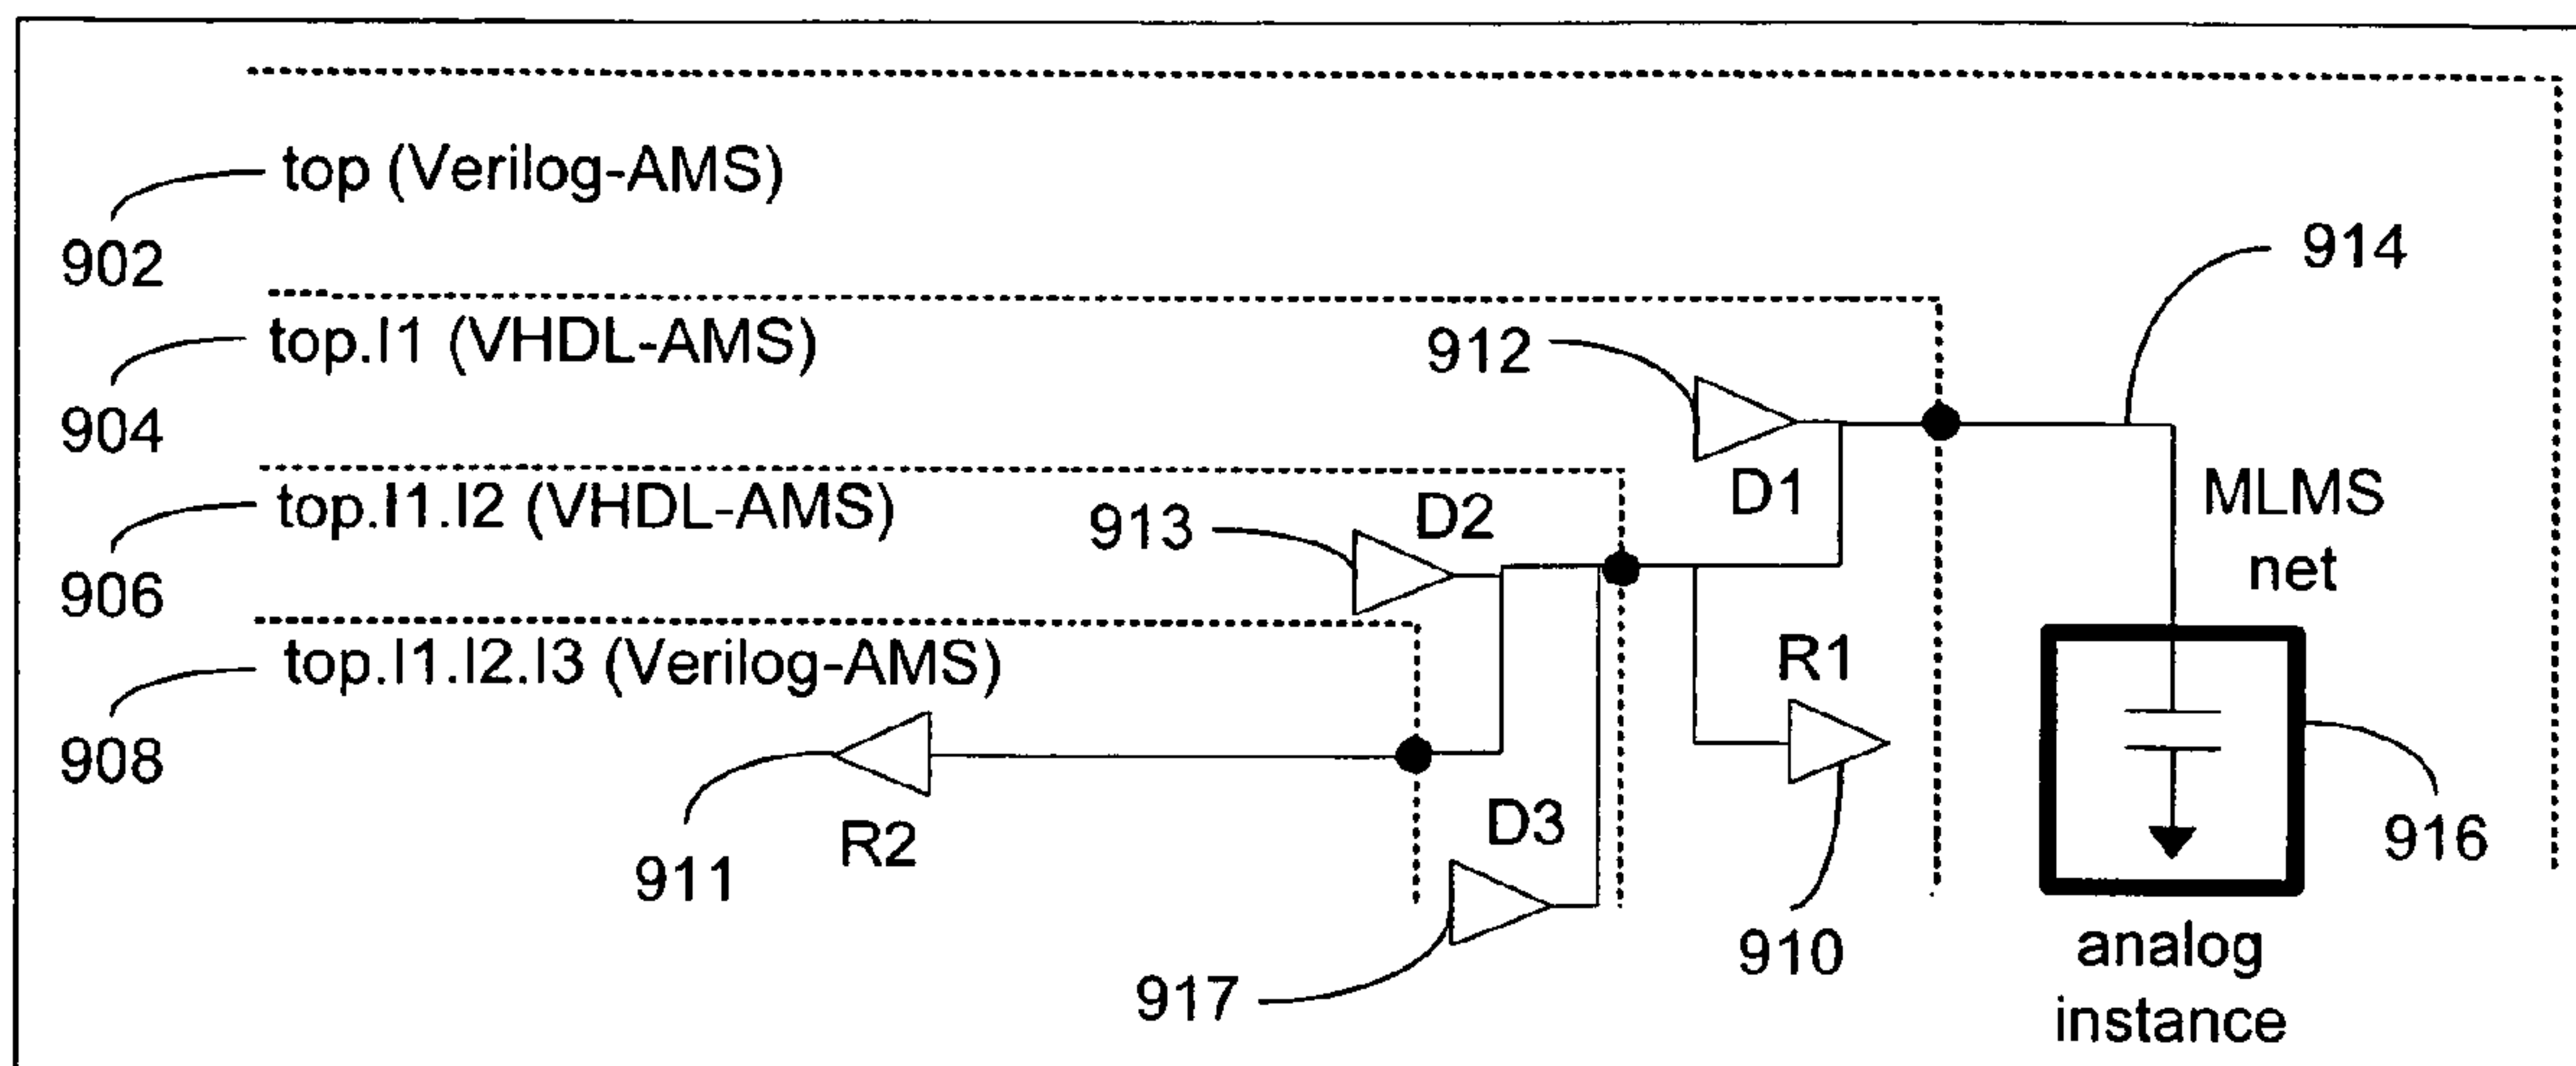 top (Verilog-AMS)
902
914
top.I1 (VHDL-AMS)
912
904
D1
MLMS
net
top.I1.I2 (VHDL-AMS)
D2
913
906
top.I1.I2.I3 (Verilog-AMS)
R1
908
D3
R2
911
916
917
910
analog
instance